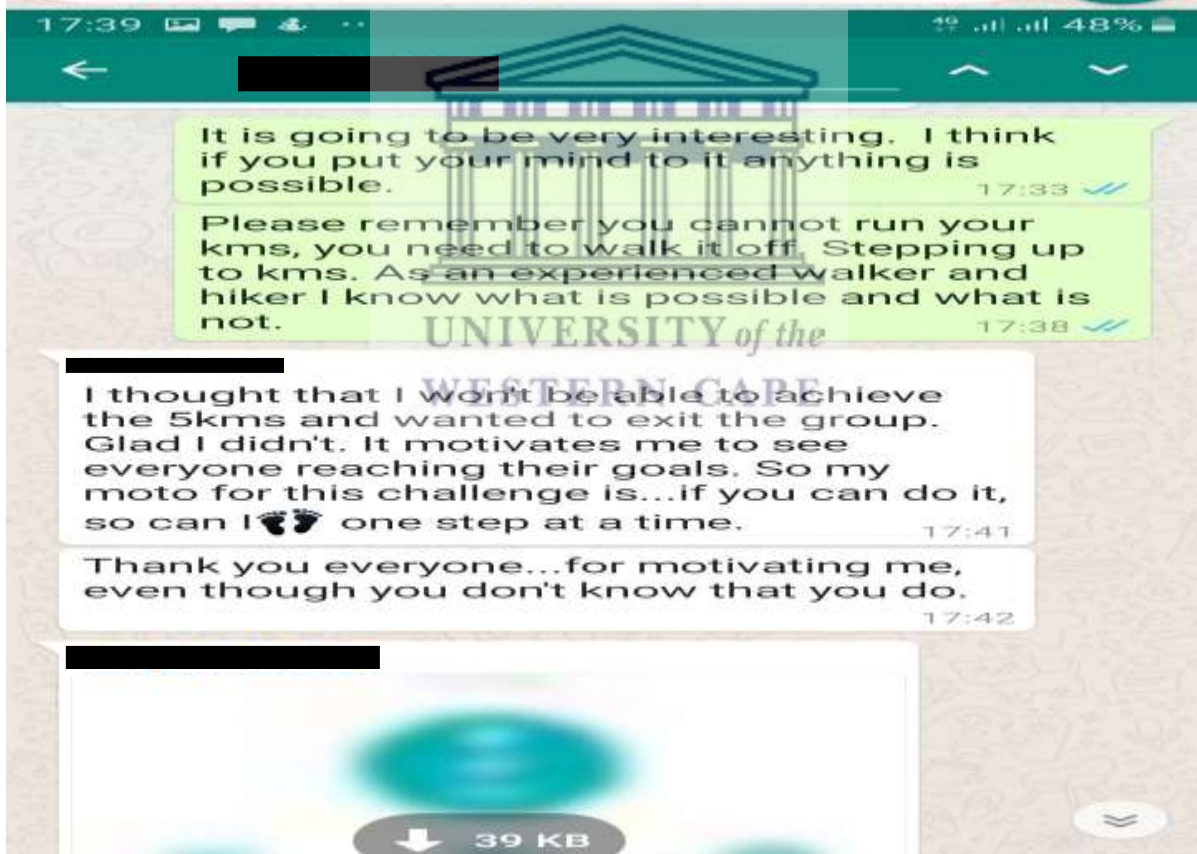 17:39 48%
It is going to be very interesting. I think
if you put your mind to it anything is
possible.
17:33
Please remember you cannot run your
kms, you need to walk it off. Stepping up
to kms. As an experienced walker and
hiker I know what is possible and what is
not.
17:38
UNIVERSITY of the
WESTERN CAPE
I thought that I won't be able to achieve
the 5kms and wanted to exit the group.
Glad I didn't. It motivates me to see
everyone reaching their goals. So my
moto for this challenge is...if you can do it,
so can I👣 one step at a time.
17:41
Thank you everyone...for motivating me,
even though you don't know that you do.
17:42
39 KB